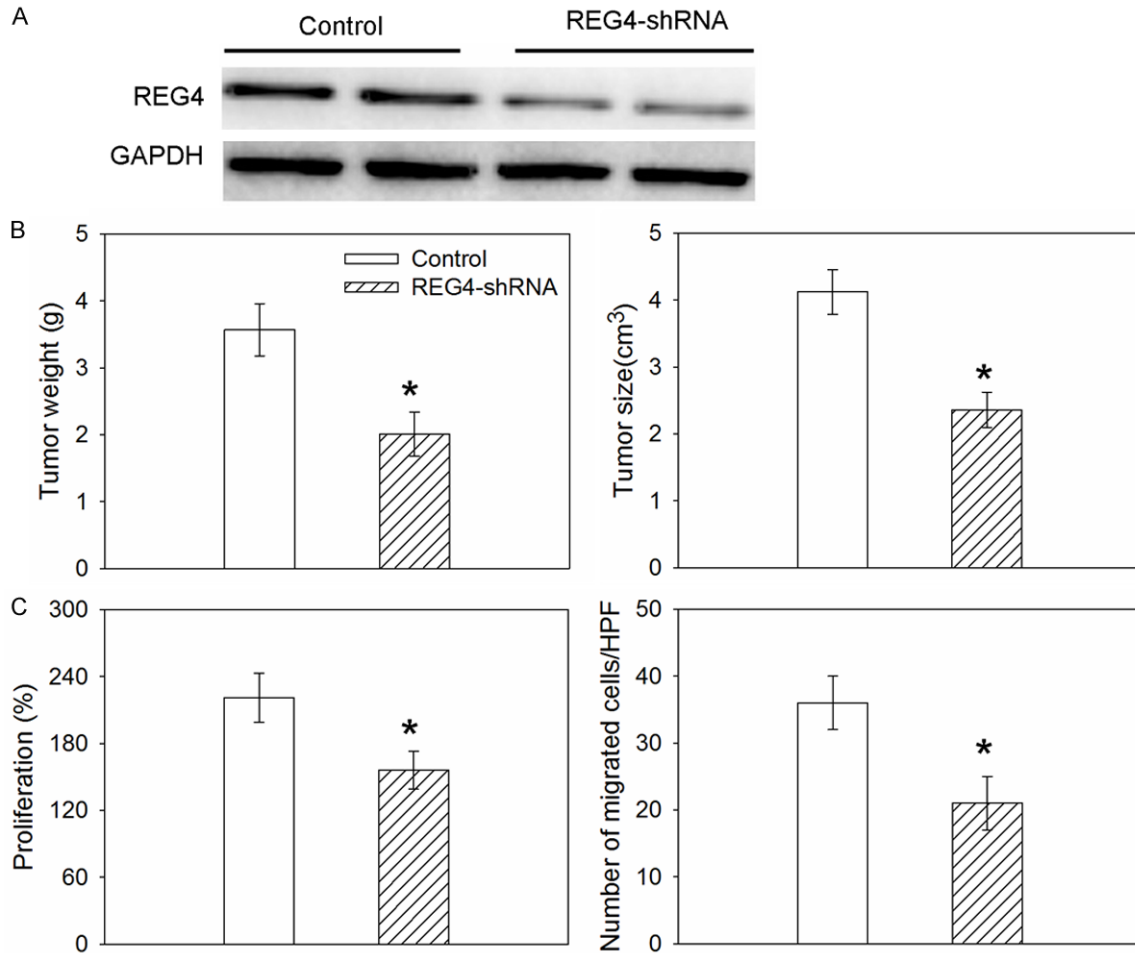 A
Control REG4-shRNA
REG4
GAPDH
B
5
4
3
2
1
0
Tumor weight (g)
Control
REG4-shRNA
*
5
4
3
2
1
0
Tumor size(cm³)
*
C
300
240
180
120
60
0
Proliferation (%)
*
50
40
30
20
10
0
Number of migrated cells/HPF
*